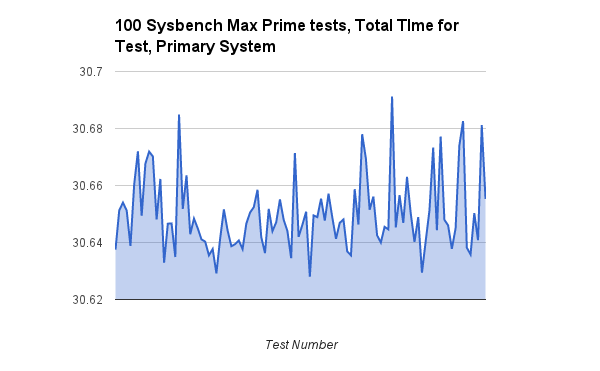 100 Sysbench Max Prime tests, Total TIme for
Test, Primary System
30.7
30.68
30.66
30.64
30.62
Test Number